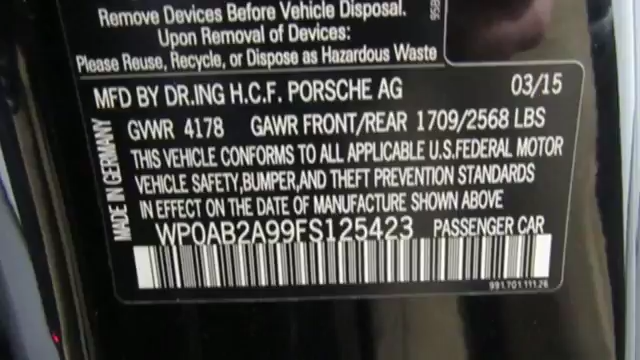 Remove Devices Before Vehicle Disposal.
Upon Removal of Devices:
Please Reuse, Recycle, or Dispose as Hazardous Waste
MFD BY DR.ING H.C.F. PORSCHE AG 03/15
GVWR 4178 GAWR FRONT/REAR 1709/2568 LBS
THIS VEHICLE CONFORMS TO ALL APPLICABLE U.S.FEDERAL MOTOR
VEHICLE SAFETY,BUMPER,AND THEFT PREVENTION STANDARDS
IN EFFECT ON THE DATE OF MANUFACTURE SHOWN ABOVE
WP0AB2A99FS125423 PASSENGER CAR
991.701.111.26
MADE IN GERMANY